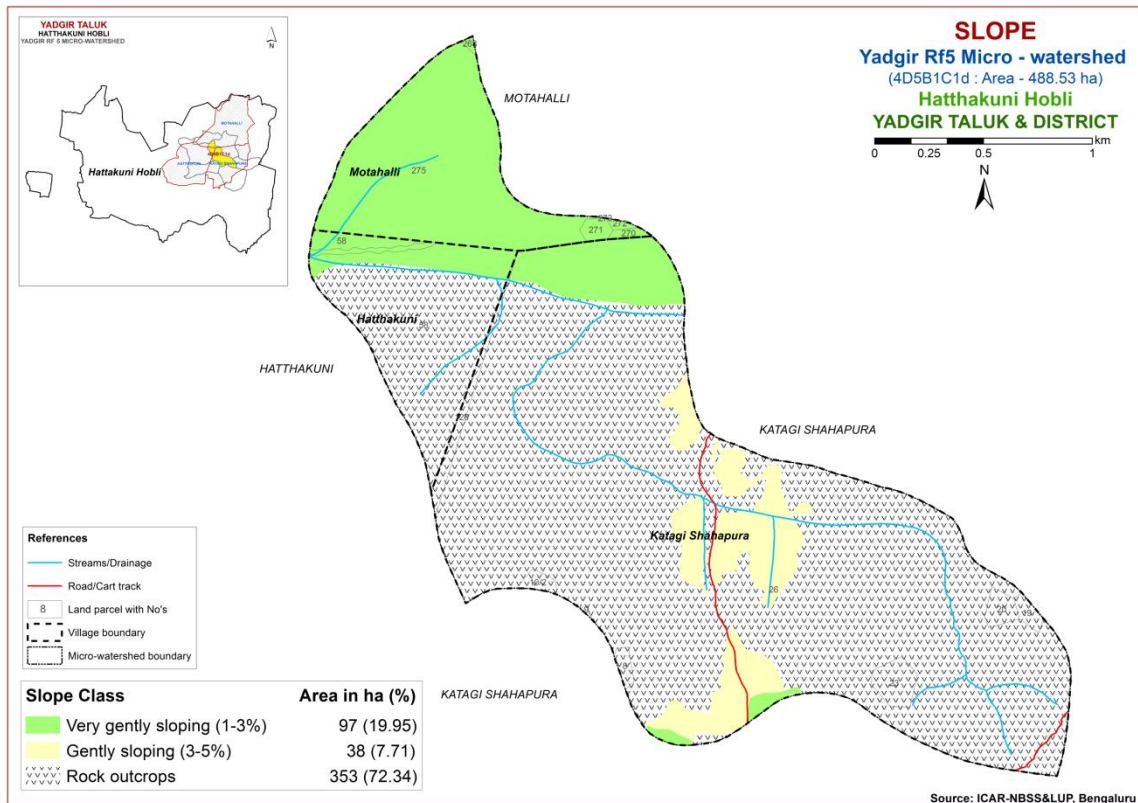 YADGIR TALUK
HATTHAKUNI HOBLI
YADGIR RF 5 MICRO-WATERSHED
N
MOTAHALLI
Hattakuni Hobli
SLOPE
Yadgir Rf5 Micro - watershed
(4D5B1C1d : Area - 488.53 ha)
Hatthakuni Hobli
YADGIR TALUK & DISTRICT
km
0 0.25 0.5 1
N
MOTAHALLI
Motahalli
275
58
271
270
Hatthakuni
HATTHAKUNI
KATAGI SHAHAPURA
Katagi Shahapura
26
KATAGI SHAHAPURA
References
Streams/Drainage
Road/Cart track
8 Land parcel with No's
Village boundary
Micro-watershed boundary
Slope Class Area in ha (%)
Very gently sloping (1-3%) 97 (19.95)
Gently sloping (3-5%) 38 (7.71)
Rock outcrops 353 (72.34)
Source: ICAR-NBSS&LUP, Bengaluru